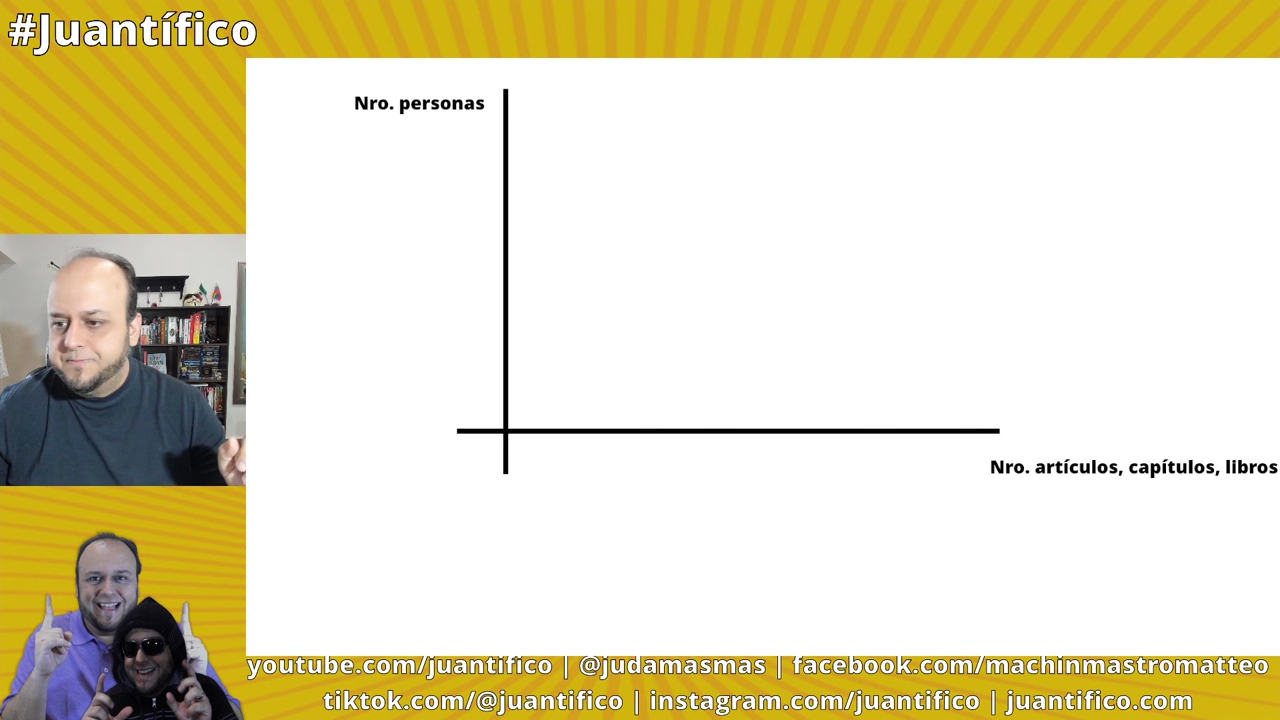 #Juantífico
Nro. personas
Nro. artículos, capítulos, libros
youtube.com/juantifico | @judamasmas | facebook.com/machinmastromatteo
tiktok.com/@juantifico | instagram.com/juantifico | juantifico.com